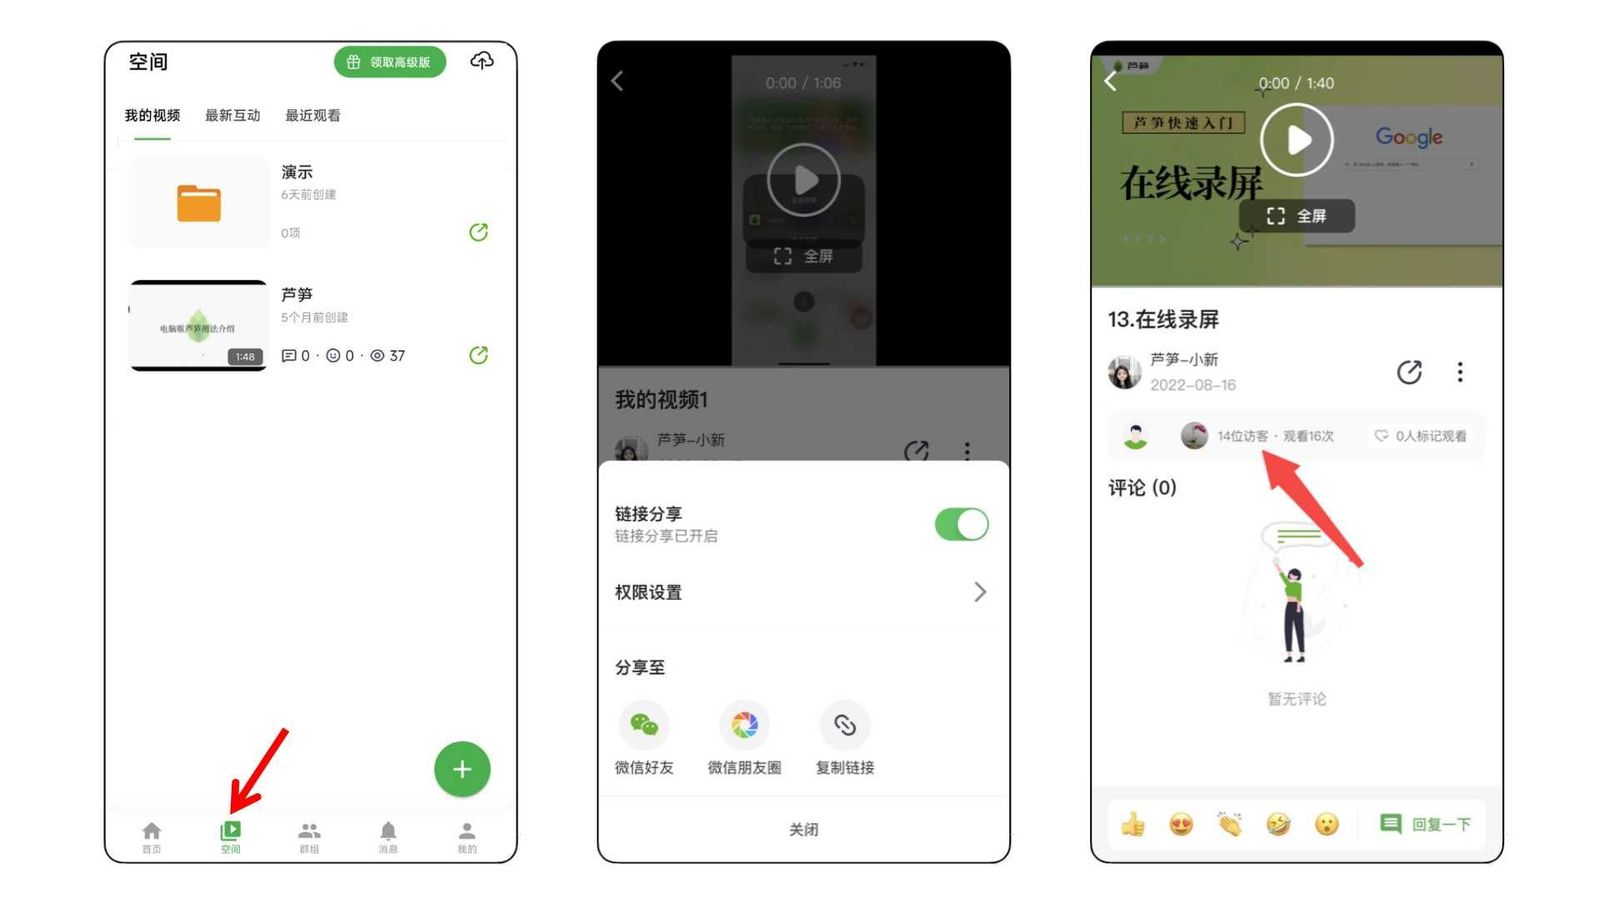 空间
领取高级版
我的视频 最新互动 最近观看
演示
6天前创建
0项
电脑版芦笋用法介绍
1:48
芦笋
5个月前创建
0 · 0 · 37
首页 空间 群组 消息 我的
0:00 / 1:06
全屏
我的视频1
芦笋-小新
链接分享
链接分享已开启
权限设置
分享至
微信好友 微信朋友圈 复制链接
关闭
芦笋
0:00 / 1:40
芦笋快速入门
Google
在线录屏
全屏
13.在线录屏
芦笋-小新
2022-08-16
14位访客 · 观看16次 0人标记观看
评论 (0)
暂无评论
回复一下